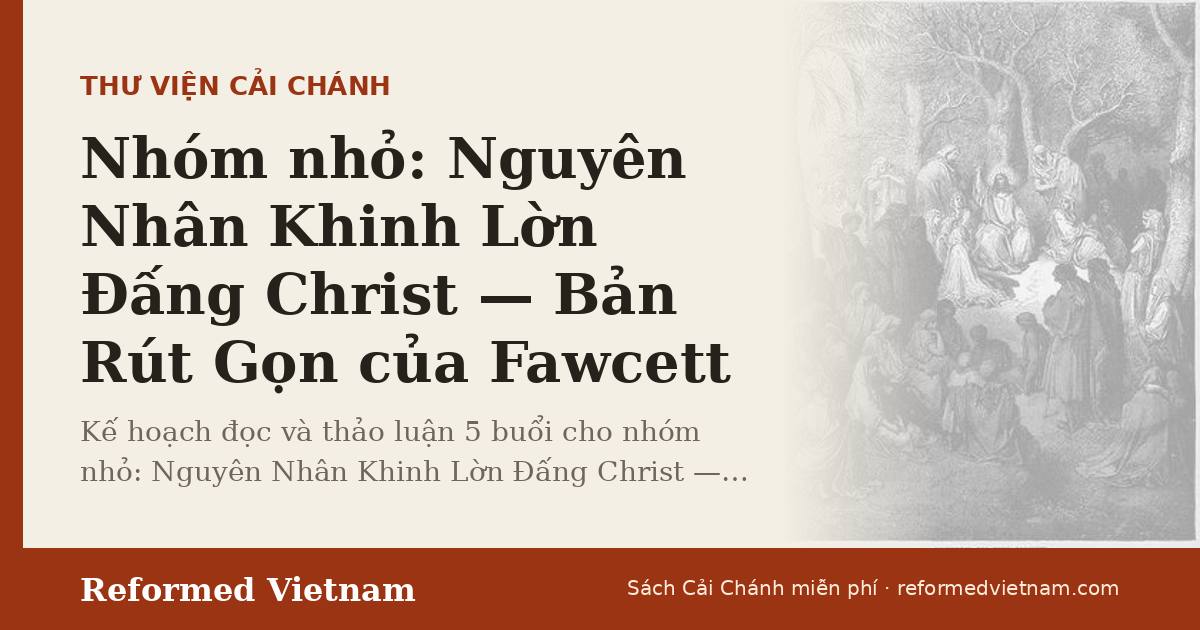 THƯ VIỆN CẢI CHÁNH
Nhóm nhỏ: Nguyên
Nhân Khinh Lờn
Đấng Christ — Bản
Rút Gọn của Fawcett
Kế hoạch đọc và thảo luận 5 buổi cho nhóm
nhỏ: Nguyên Nhân Khinh Lờn Đấng Christ —…
Reformed Vietnam
Sách Cải Chánh miễn phí · reformedvietnam.com